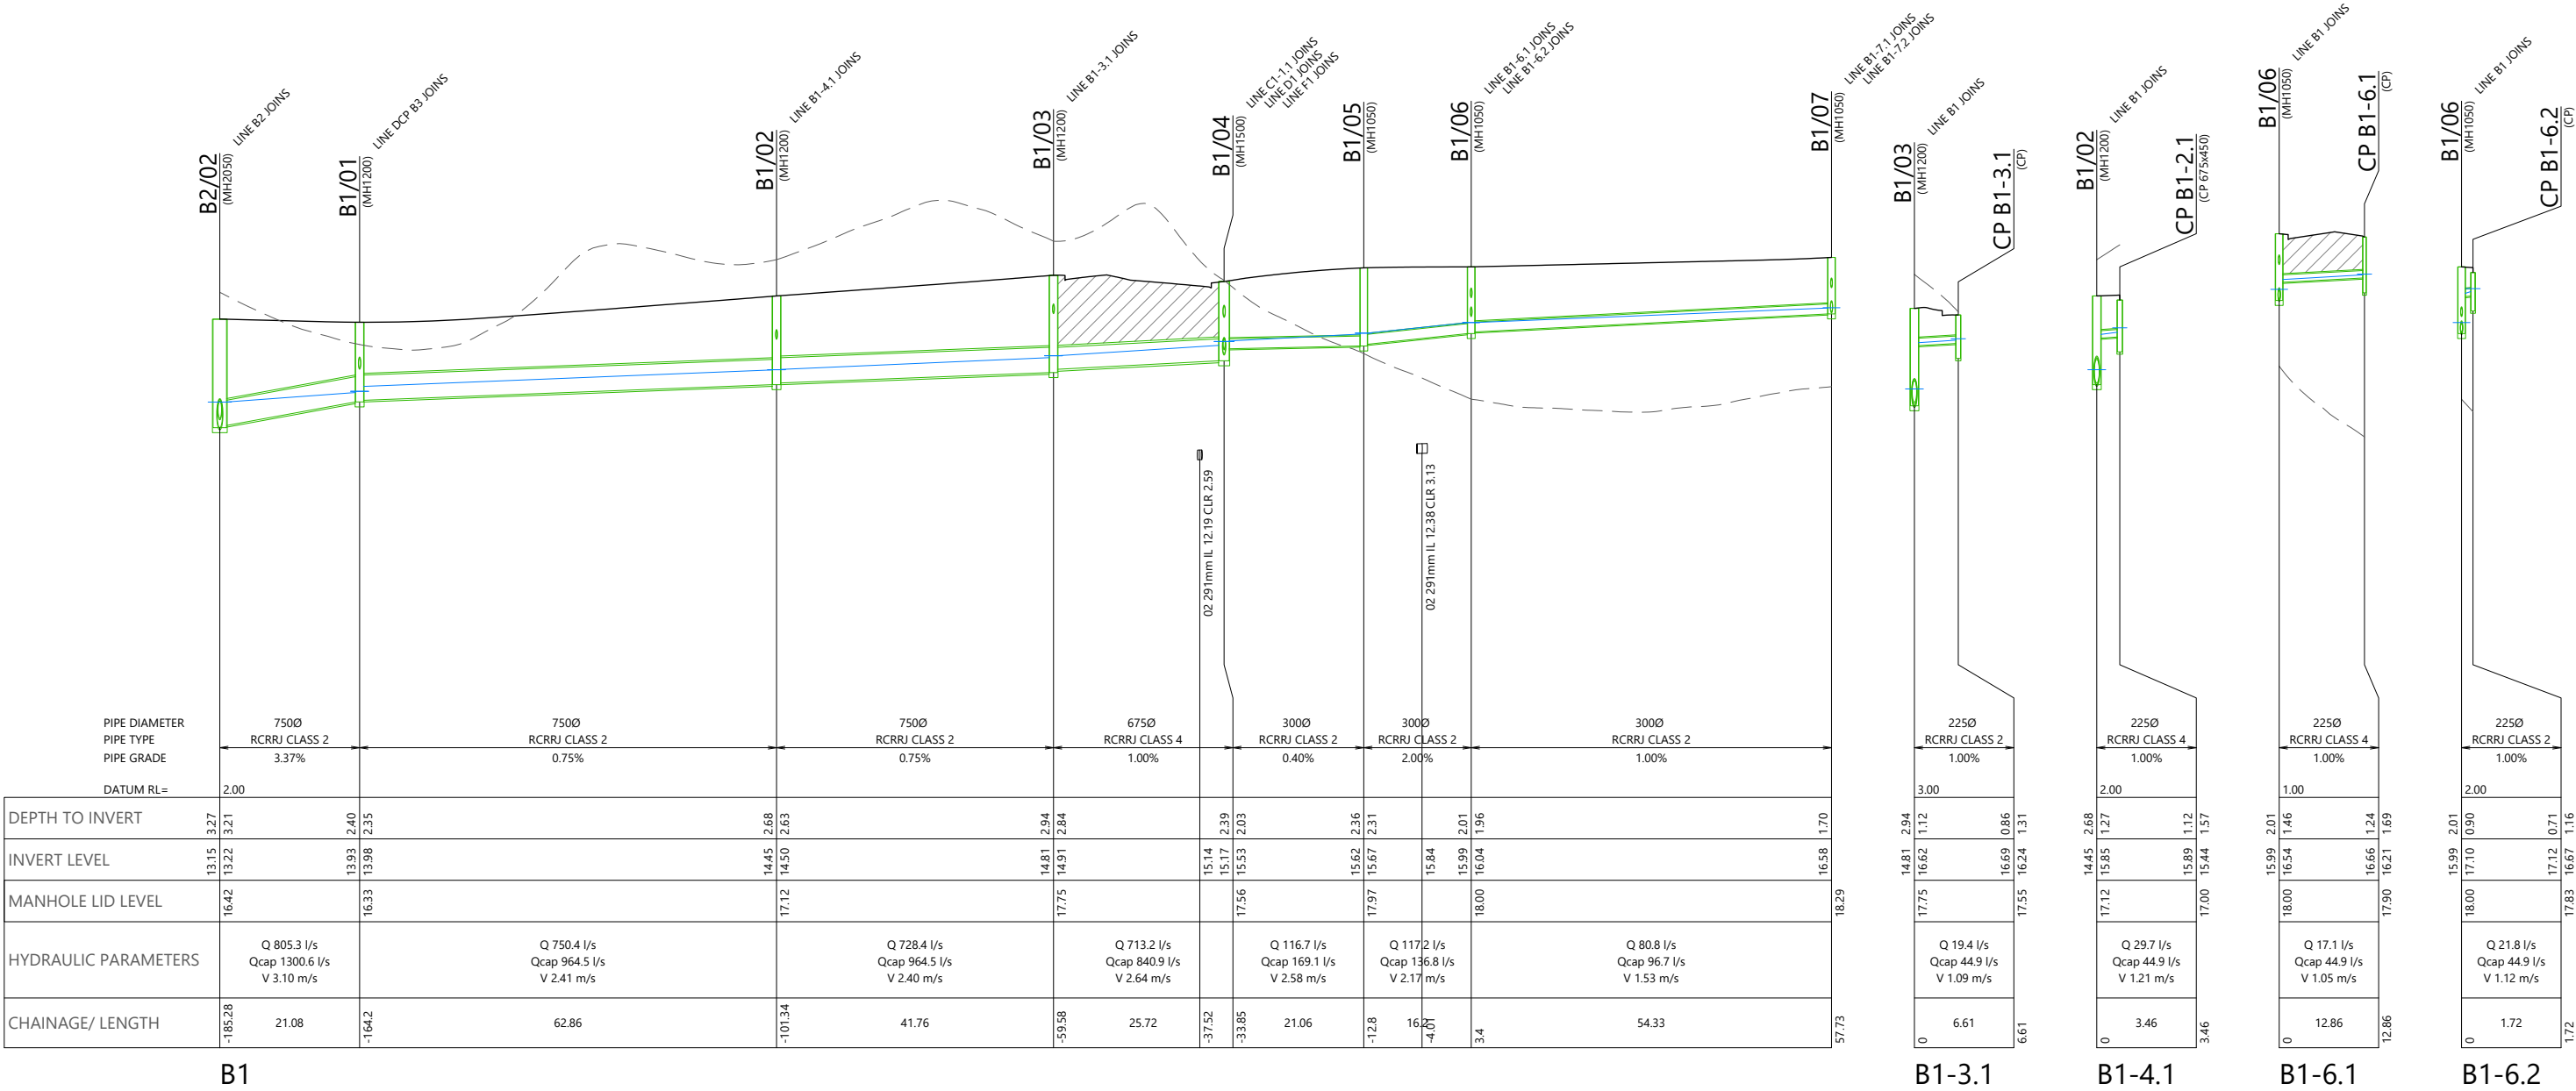 B2/02
(MH2050)
LINE B2 JOINS
B1/01
(MH1200)
LINE DCP B3 JOINS
B1/02
(MH1200)
LINE B1-4.1 JOINS
B1/03
(MH1200)
LINE B1-3.1 JOINS
B1/04
(MH1500)
LINE C1-1.1 JOINS
LINE D1 JOINS
LINE F1 JOINS
B1/05
(MH1050)
B1/06
(MH1050)
LINE B1-6.1 JOINS
LINE B1-6.2 JOINS
B1/07
(MH1050)
LINE B1-7.1 JOINS
LINE B1-7.2 JOINS
B1/03
(MH1200)
LINE B1 JOINS
CP B1-3.1
(CP)
B1/02
(MH1200)
LINE B1 JOINS
CP B1-2.1
(CP 675x450)
B1/06
(MH1050)
LINE B1 JOINS
CP B1-6.1
(CP)
B1/06
(MH1050)
LINE B1 JOINS
CP B1-6.2
(CP)
02 291mm IL 12.19 CLR 2.59
02 291mm IL 12.38 CLR 3.13
PIPE DIAMETER 750Ø 750Ø 750Ø 675Ø 300Ø 300Ø 300Ø 225Ø 225Ø 225Ø 225Ø
PIPE TYPE RCRRJ CLASS 2 RCRRJ CLASS 2 RCRRJ CLASS 2 RCRRJ CLASS 4 RCRRJ CLASS 2 RCRRJ CLASS 2 RCRRJ CLASS 2 RCRRJ CLASS 2 RCRRJ CLASS 4 RCRRJ CLASS 4 RCRRJ CLASS 2
PIPE GRADE 3.37% 0.75% 0.75% 1.00% 0.40% 2.00% 1.00% 1.00% 1.00% 1.00% 1.00%
DATUM RL= 2.00 3.00 2.00 1.00 2.00
DEPTH TO INVERT 3.27 3.21 2.40 2.35 2.68 2.63 2.94 2.84 2.39 2.03 2.36 2.31 2.01 1.96 1.70 2.94 1.12 0.86 1.31 2.68 1.27 1.12 1.57 2.01 1.46 1.24 1.69 2.01 0.90 0.71 1.16
INVERT LEVEL 13.15 13.22 13.93 13.98 14.45 14.50 14.81 14.91 15.14 15.17 15.53 15.62 15.67 15.84 15.99 16.04 16.58 14.81 16.62 16.69 16.24 14.45 15.85 15.89 15.44 15.99 16.54 16.66 16.21 15.99 17.10 17.12 16.67
MANHOLE LID LEVEL 16.42 16.33 17.12 17.75 17.56 17.97 18.00 18.29 17.75 17.55 17.12 17.00 18.00 17.90 18.00 17.83
HYDRAULIC PARAMETERS
Q 805.3 l/s Q 750.4 l/s Q 728.4 l/s Q 713.2 l/s Q 116.7 l/s Q 117.2 l/s Q 80.8 l/s Q 19.4 l/s Q 29.7 l/s Q 17.1 l/s Q 21.8 l/s
Qcap 1300.6 l/s Qcap 964.5 l/s Qcap 964.5 l/s Qcap 840.9 l/s Qcap 169.1 l/s Qcap 136.8 l/s Qcap 96.7 l/s Qcap 44.9 l/s Qcap 44.9 l/s Qcap 44.9 l/s Qcap 44.9 l/s
V 3.10 m/s V 2.41 m/s V 2.40 m/s V 2.64 m/s V 2.58 m/s V 2.17 m/s V 1.53 m/s V 1.09 m/s V 1.21 m/s V 1.05 m/s V 1.12 m/s
CHAINAGE/ LENGTH -185.28 21.08 -164.2 62.86 -101.34 41.76 -59.58 25.72 -37.52 -33.85 21.06 -12.8 16.2 -4.01 3.4 54.33 57.73 0 6.61 6.61 0 3.46 3.46 0 12.86 12.86 0 1.72 1.72
B1 B1-3.1 B1-4.1 B1-6.1 B1-6.2